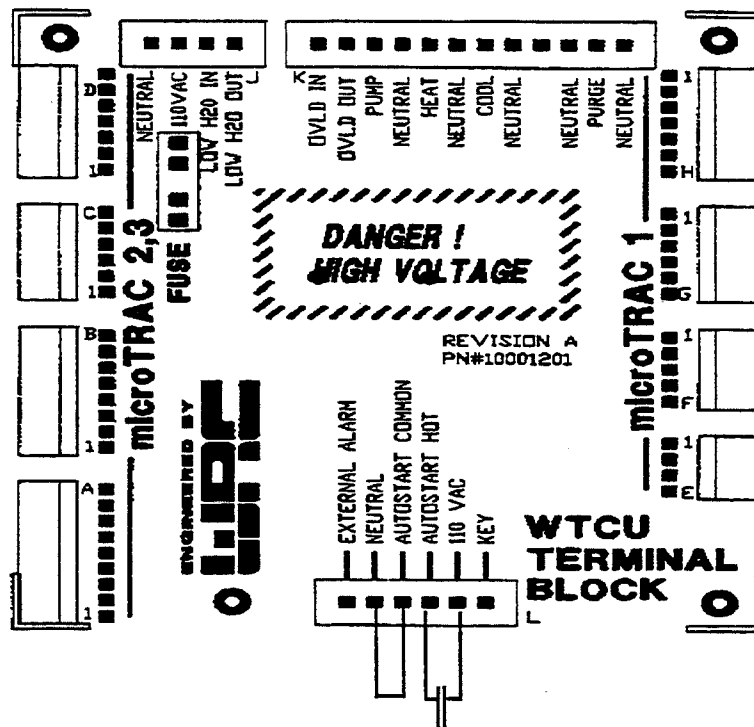 NEUTRAL
110VAC
LOW H20 IN
LOW H20 OUT
L
K
OVLD IN
OVLD OUT
PUMP
NEUTRAL
HEAT
NEUTRAL
COOL
NEUTRAL
NEUTRAL
PURGE
NEUTRAL
D
1
C
1
B
1
A
1
microTRAC 2,3
FUSE
DANGER !
HIGH VOLTAGE
REVISION A
PN#10001201
microTRAC 1
1
H
1
G
1
F
1
E
ENGINEERED BY
EXTERNAL ALARM
NEUTRAL
AUTOSTART COMMON
AUTOSTART HOT
110 VAC
KEY
L
WTCU
TERMINAL
BLOCK